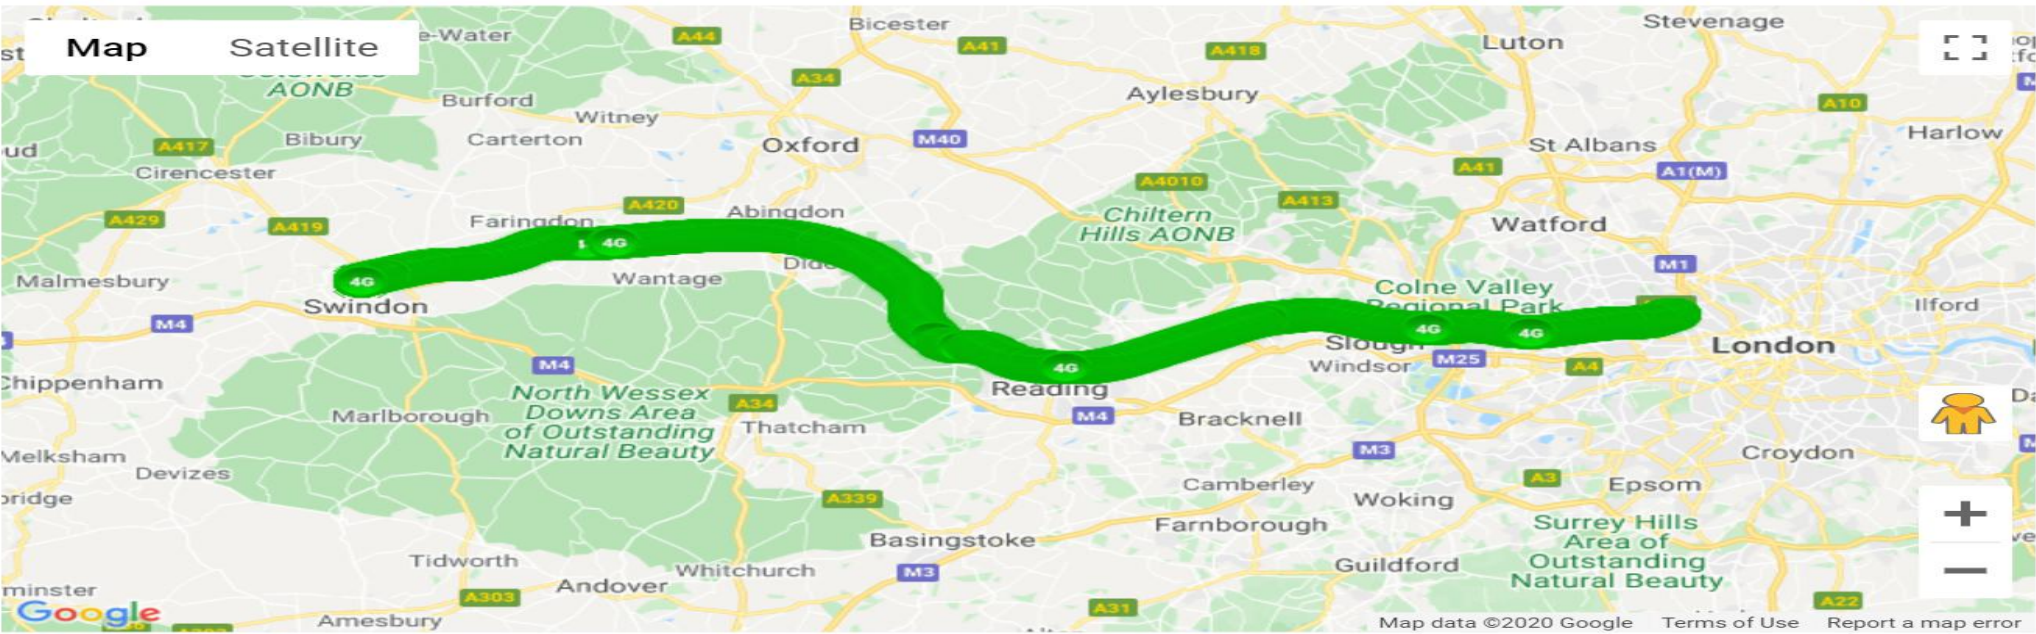 Map
Satellite
e-Water
A44
Bicester
A41
A418
Luton
Stevenage
st
AONB
Burford
A34
Aylesbury
A10
Witney
Carterton
Bibury
A417
Oxford
M40
St Albans
Harlow
ud
Cirencester
A4010
A41
A1(M)
A429
A419
Faringdon
A420
Abingdon
Chiltern
Hills AONB
A413
Watford
M1
Malmesbury
4G
4G
Wantage
Colne Valley
Regional Park
Ilford
Swindon
M4
4G
4G
Slough
London
M4
4G
Reading
Windsor
M25
A4
Chippenham
North Wessex
Downs Area
of Outstanding
Natural Beauty
A34
Marlborough
Thatcham
M4
Bracknell
M3
Croydon
Melksham
Devizes
A339
Camberley
Woking
A3
Epsom
bridge
Farnborough
Surrey Hills
Area of
Outstanding
Natural Beauty
Basingstoke
Guildford
Tidworth
Andover
Whitchurch
M3
minster
A303
A31
A22
Google
Amesbury
Map data ©2020 Google
Terms of Use
Report a map error